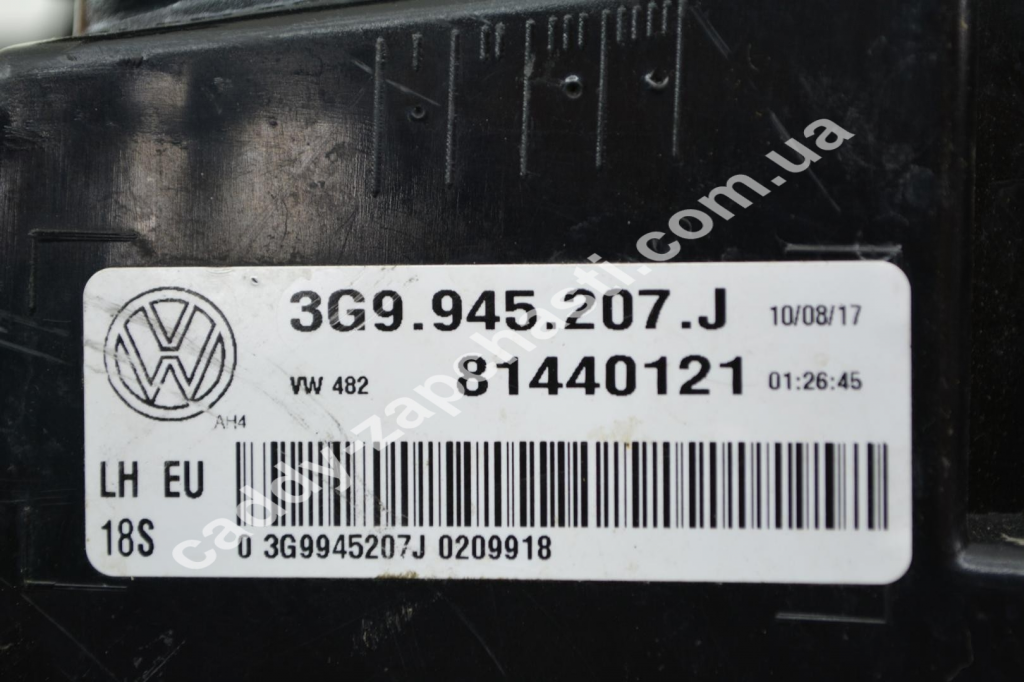 3G9.945.207.J 10/08/17
VW 482 81440121 01:26:45
AH4
LH EU
18S
0 3G9945207J 0209918
caddy-zapchasti.com.ua